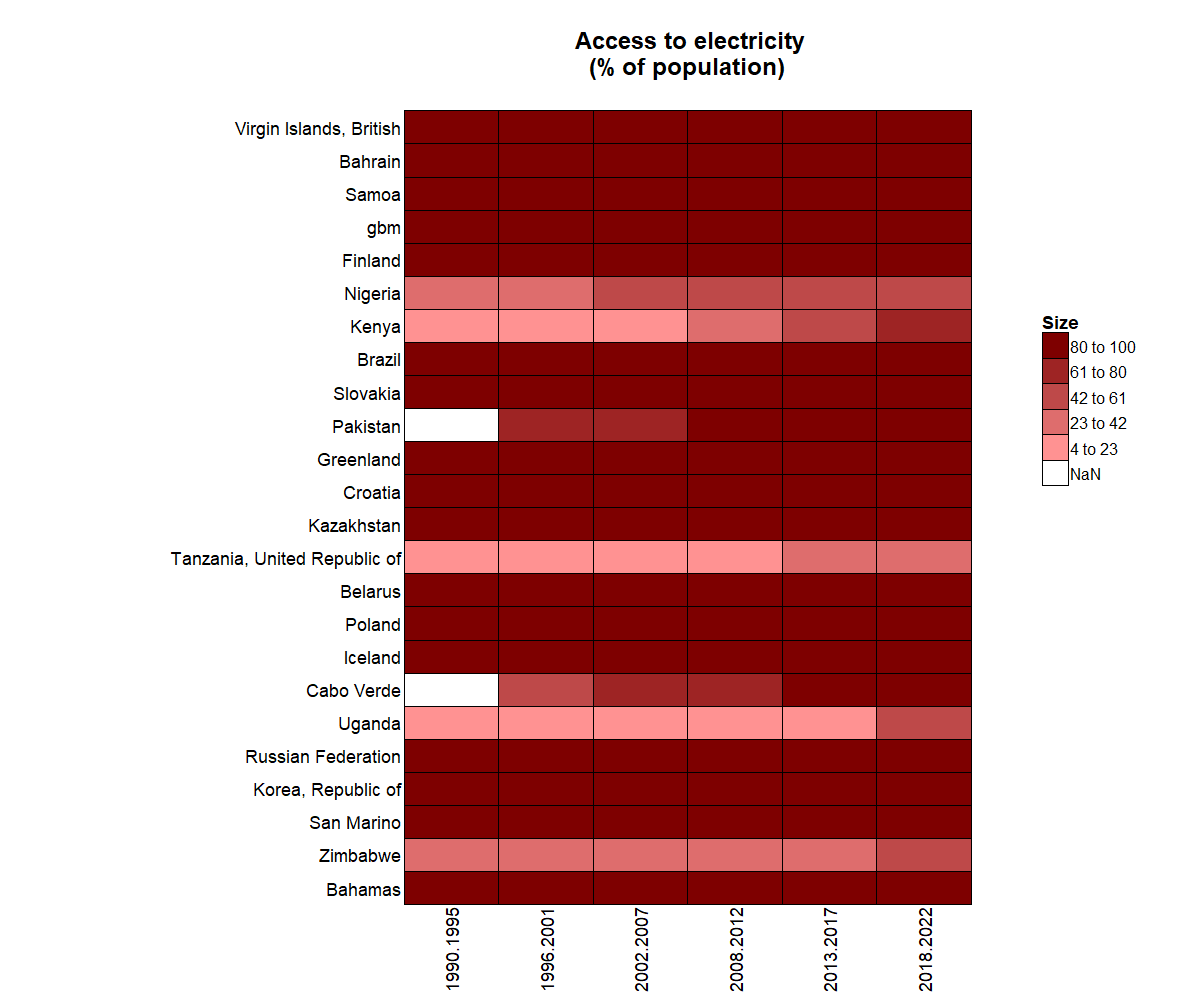 Access to electricity
(% of population)
Virgin Islands, British
Bahrain
Samoa
gbm
Finland
Nigeria
Kenya
Brazil
Slovakia
Pakistan
Greenland
Croatia
Kazakhstan
Tanzania, United Republic of
Belarus
Poland
Iceland
Cabo Verde
Uganda
Russian Federation
Korea, Republic of
San Marino
Zimbabwe
Bahamas
1990.1995
1996.2001
2002.2007
2008.2012
2013.2017
2018.2022
Size
80 to 100
61 to 80
42 to 61
23 to 42
4 to 23
NaN